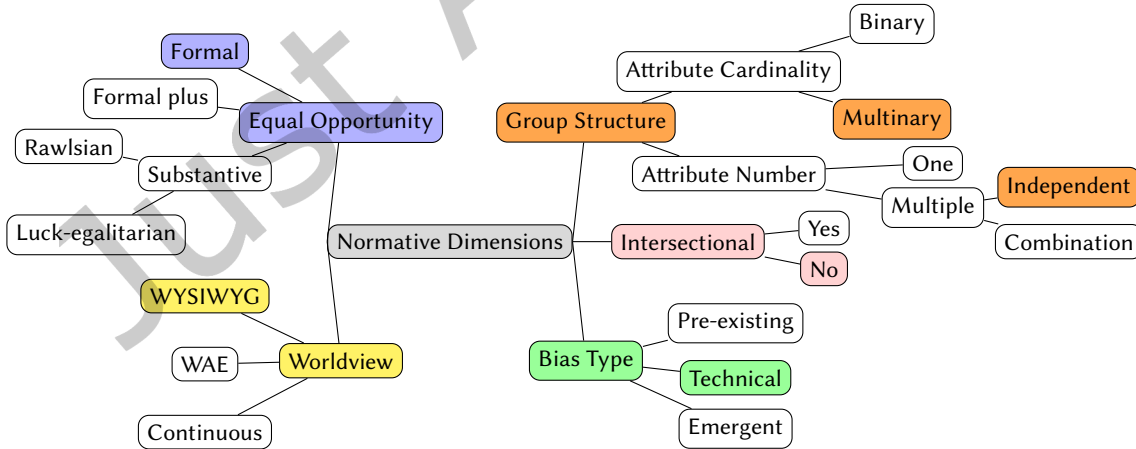 Formal
Formal plus
Equal Opportunity
Rawlsian
Substantive
Luck-egalitarian
Normative Dimensions
WYSIWYG
WAE
Worldview
Continuous
Binary
Attribute Cardinality
Group Structure
Multinary
Attribute Number
One
Independent
Multiple
Combination
Intersectional
Yes
No
Pre-existing
Bias Type
Technical
Emergent
Just A